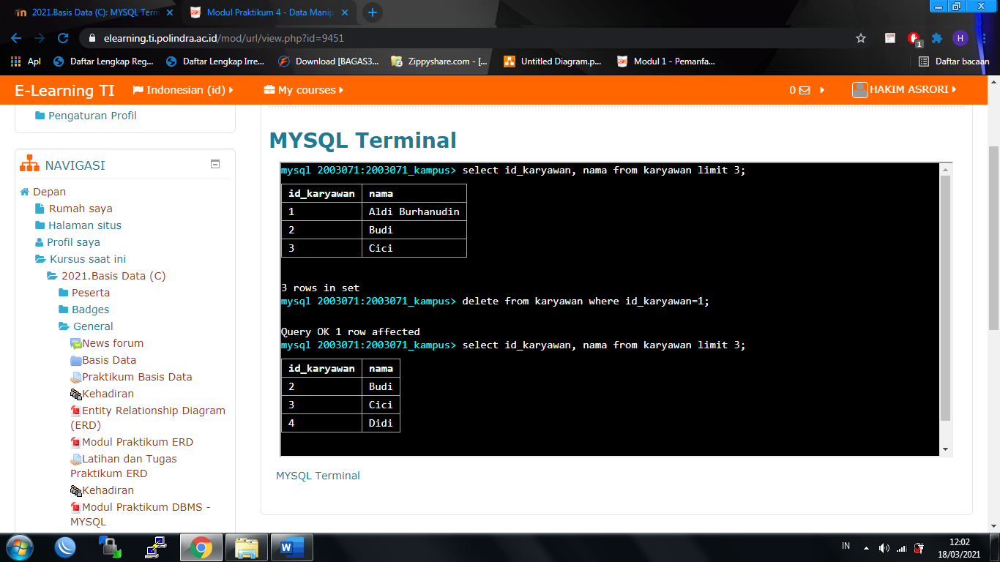 2021.Basis Data (C): MYSQL Term
Modul Praktikum 4 - Data Manip
elearning.ti.polindra.ac.id/mod/url/view.php?id=9451
1
H
Apl
Daftar Lengkap Reg...
Daftar Lengkap Irre...
Download [BAGAS3...
Zippyshare.com - [...
Untitled Diagram.p...
Modul 1 - Pemanfa...
Daftar bacaan
E-Learning TI
Indonesian (id)
My courses
0
HAKIM ASRORI
Pengaturan Profil
NAVIGASI
Depan
Rumah saya
Halaman situs
Profil saya
Kursus saat ini
2021.Basis Data (C)
Peserta
Badges
General
News forum
Basis Data
Praktikum Basis Data
Kehadiran
Entity Relationship Diagram
(ERD)
Modul Praktikum ERD
Latihan dan Tugas
Praktikum ERD
Kehadiran
Modul Praktikum DBMS -
MYSQL
MYSQL Terminal
mysql 2003071:2003071_kampus> select id_karyawan, nama from karyawan limit 3;
id_karyawan nama
1 Aldi Burhanudin
2 Budi
3 Cici
3 rows in set
mysql 2003071:2003071_kampus> delete from karyawan where id_karyawan=1;
Query OK 1 row affected
mysql 2003071:2003071_kampus> select id_karyawan, nama from karyawan limit 3;
id_karyawan nama
2 Budi
3 Cici
4 Didi
MYSQL Terminal
IN
12:02
18/03/2021